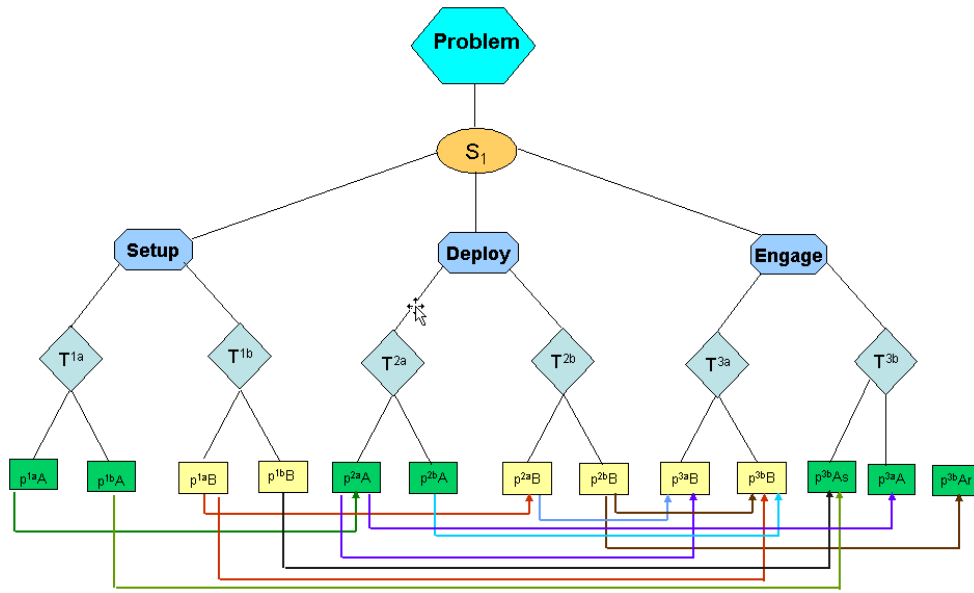 Problem
S₁
Setup
Deploy
Engage
T¹ᵃ
T¹ᵇ
T²ᵃ
T²ᵇ
T³ᵃ
T³ᵇ
p¹ᵃA
p¹ᵇA
p¹ᵃB
p¹ᵇB
p²ᵃA
p²ᵇA
p²ᵃB
p²ᵇB
p³ᵃB
p³ᵇB
p³ᵇAs
p³ᵃA
p³ᵇAr